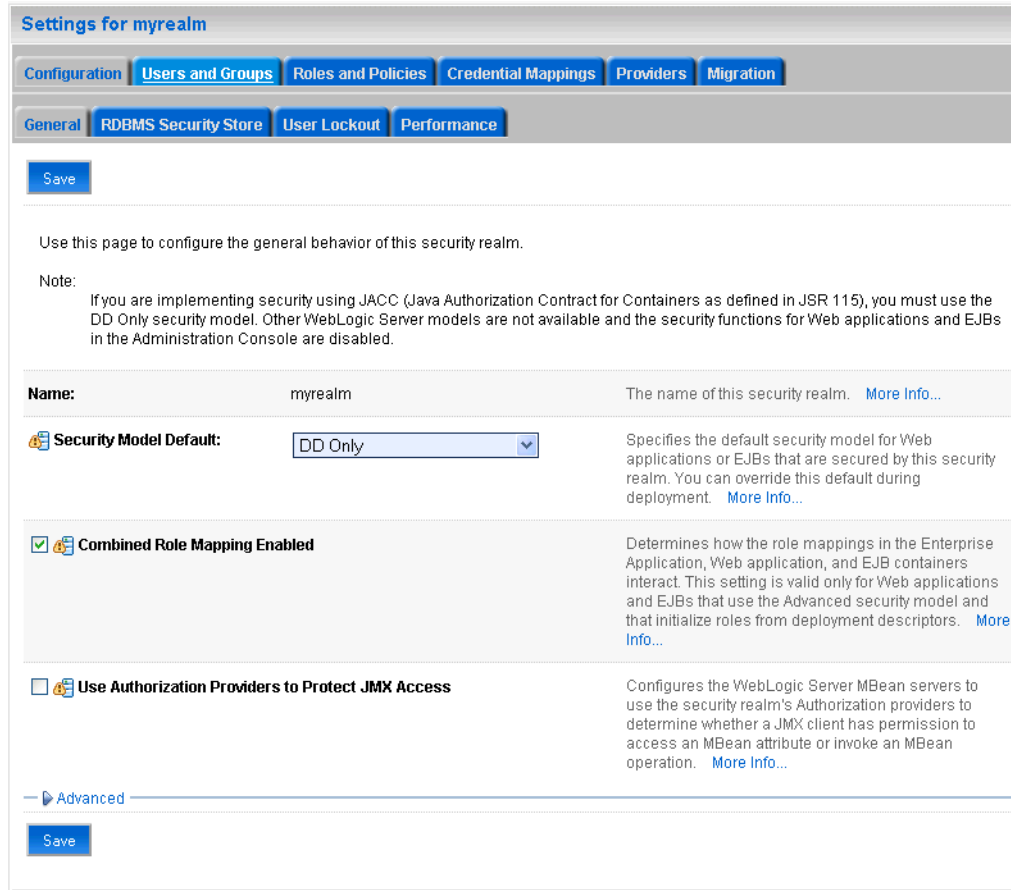 Settings for myrealm
Configuration Users and Groups Roles and Policies Credential Mappings Providers Migration
General RDBMS Security Store User Lockout Performance
Save
Use this page to configure the general behavior of this security realm.
Note:
If you are implementing security using JACC (Java Authorization Contract for Containers as defined in JSR 115), you must use the
DD Only security model. Other WebLogic Server models are not available and the security functions for Web applications and EJBs
in the Administration Console are disabled.
Name: myrealm The name of this security realm. More Info...
Security Model Default: DD Only Specifies the default security model for Web
applications or EJBs that are secured by this security
realm. You can override this default during
deployment. More Info...
Combined Role Mapping Enabled Determines how the role mappings in the Enterprise
Application, Web application, and EJB containers
interact. This setting is valid only for Web applications
and EJBs that use the Advanced security model and
that initialize roles from deployment descriptors. More
Info...
Use Authorization Providers to Protect JMX Access Configures the WebLogic Server MBean servers to
use the security realm's Authorization providers to
determine whether a JMX client has permission to
access an MBean attribute or invoke an MBean
operation. More Info...
Advanced
Save